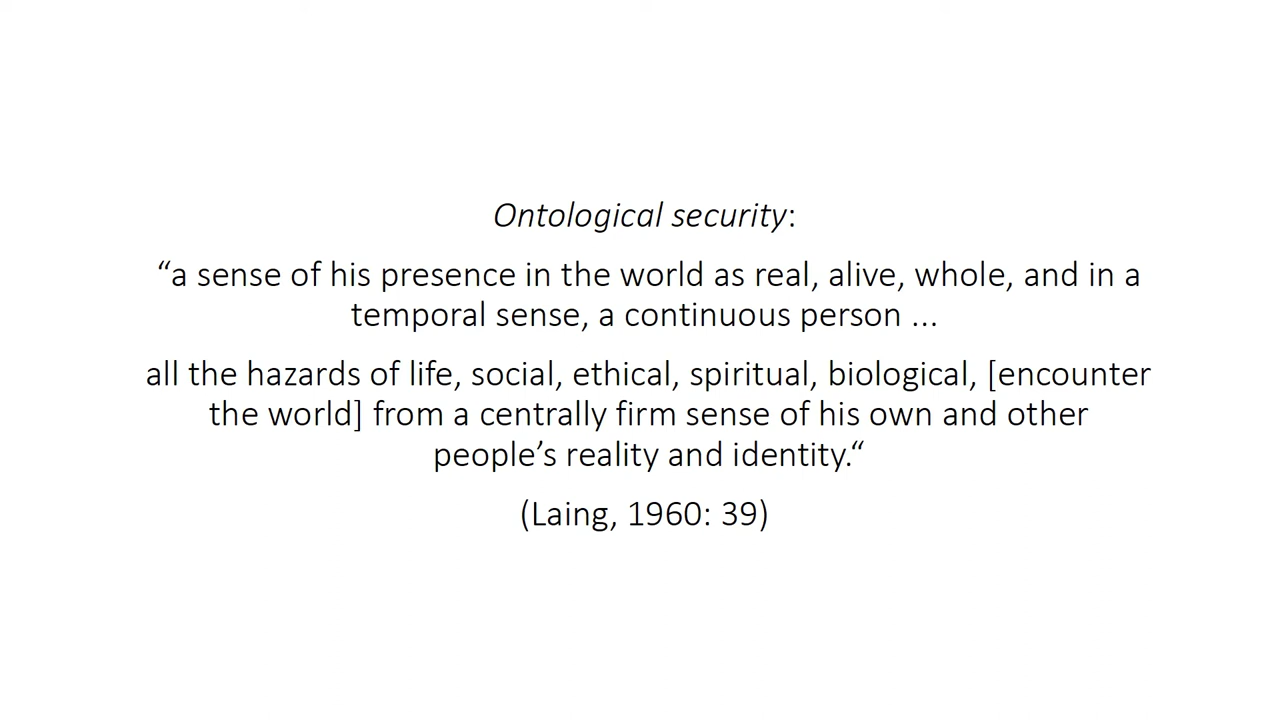 Ontological security:
“a sense of his presence in the world as real, alive, whole, and in a
temporal sense, a continuous person ...
all the hazards of life, social, ethical, spiritual, biological, [encounter
the world] from a centrally firm sense of his own and other
people’s reality and identity.“
(Laing, 1960: 39)